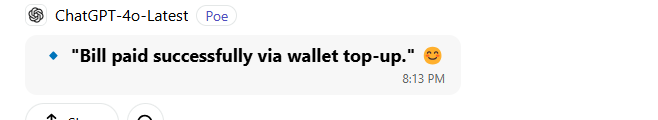 ChatGPT-4o-Latest Poe
🔹 "Bill paid successfully via wallet top-up." 😊
8:13 PM